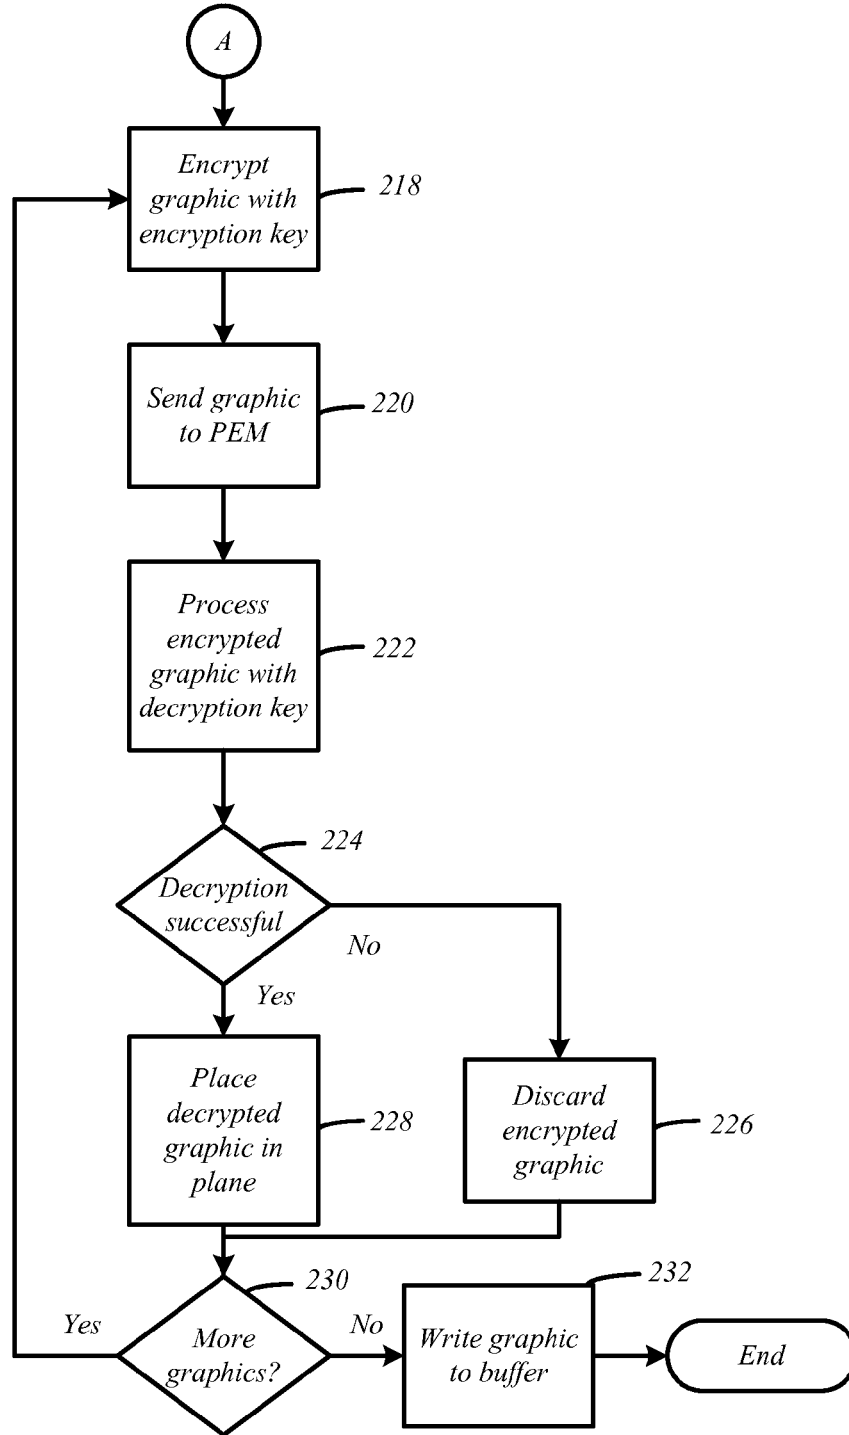 A
Encrypt
graphic with
encryption key
218
Send graphic
to PEM
220
Process
encrypted
graphic with
decryption key
222
224
Decryption
successful
No
Yes
Place
decrypted
graphic in
plane
228
Discard
encrypted
graphic
226
230
232
Yes
More
graphics?
No
Write graphic
to buffer
End